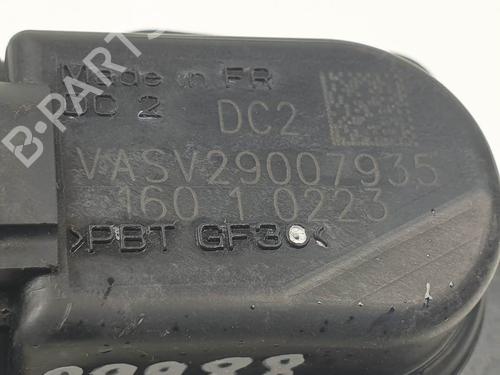 Made in FR
DC 2
DC2
VASV29007935
160 1 0223
>PBT GF30<
B-PARTS